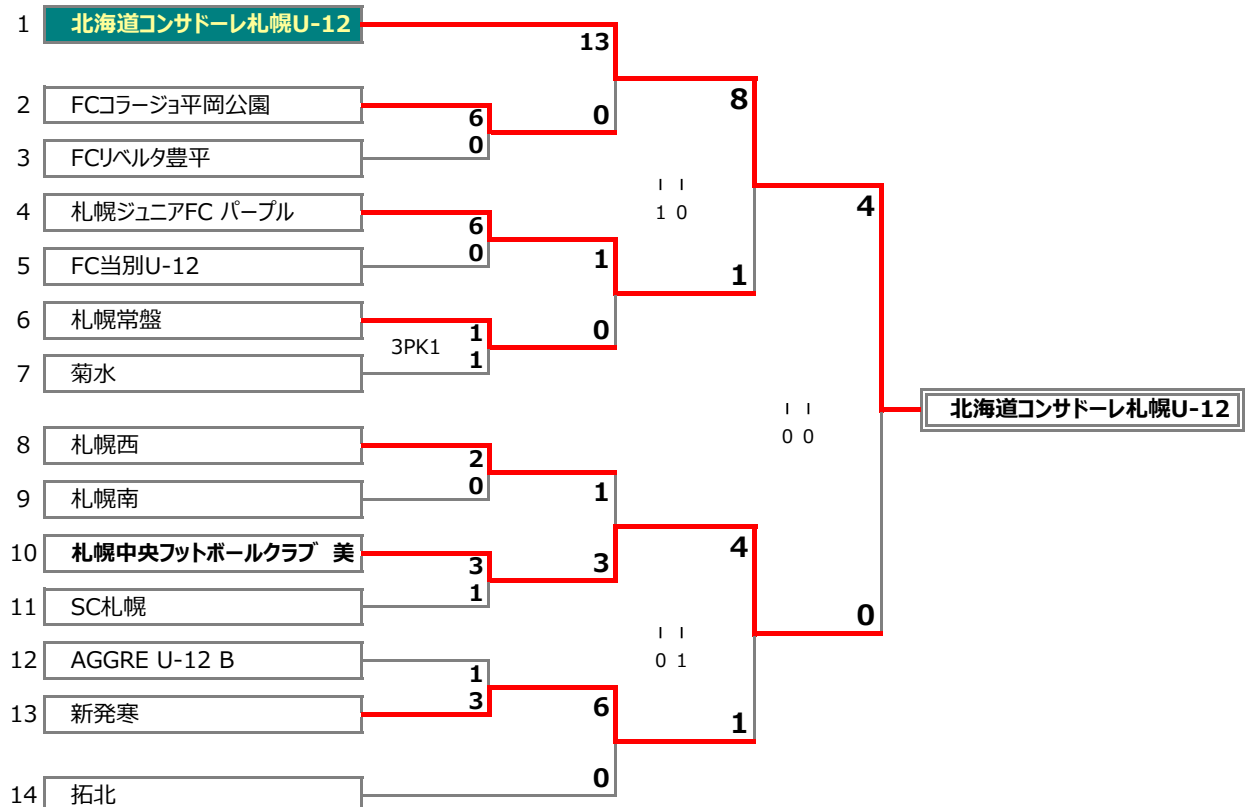 1 北海道コンサドーレ札幌U-12
13
2 FCコラージョ平岡公園
8
6
0
0
3 FCリベルタ豊平
I I
4 札幌ジュニアFC パープル
4
1 0
6
0
5 FC当別U-12
1
1
6 札幌常盤
1
0
3PK1
1
7 菊水
北海道コンサドーレ札幌U-12
I I
0 0
8 札幌西
2
0
9 札幌南
1
10 札幌中央フットボールクラブ 美
4
3
3
1
11 SC札幌
0
I I
12 AGGRE U-12 B
0 1
1
3
13 新発寒
6
1
0
14 拓北